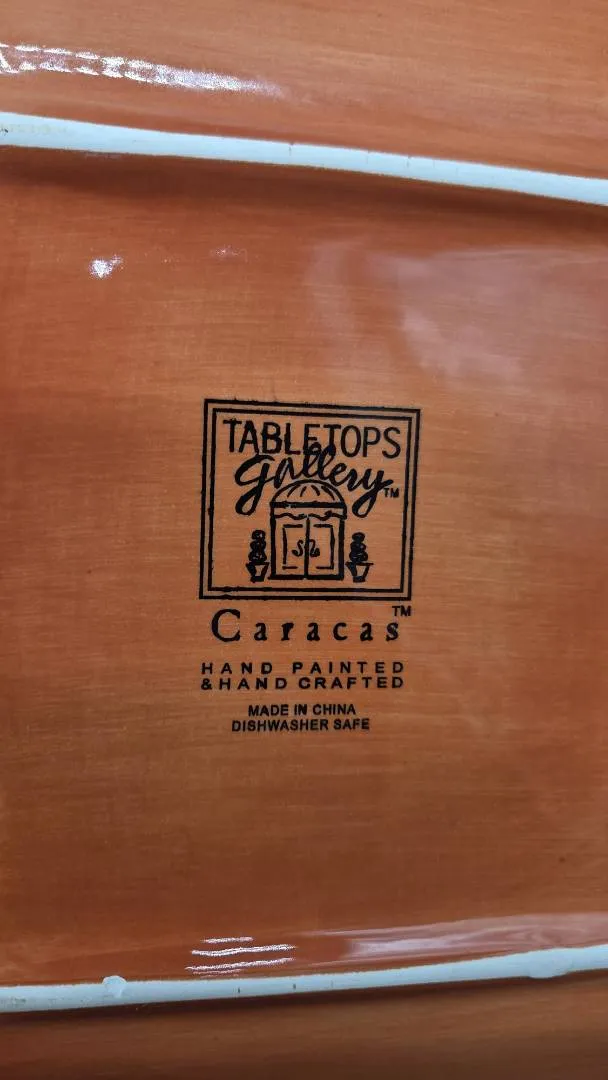 TABLETOPS
Gallery™
Caracas™
HAND PAINTED
& HAND CRAFTED
MADE IN CHINA
DISHWASHER SAFE